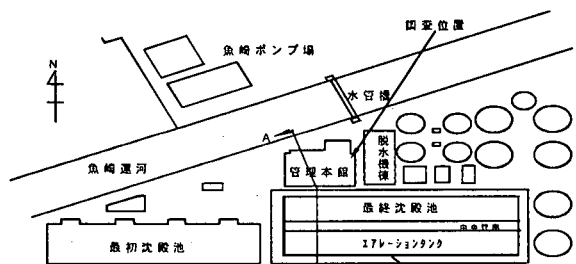 調査位置
魚崎ポンプ場
N
水管橋
A
脱水機棟
魚崎運河
管理本館
最終沈殿池
エアレーションタンク
最初沈殿池